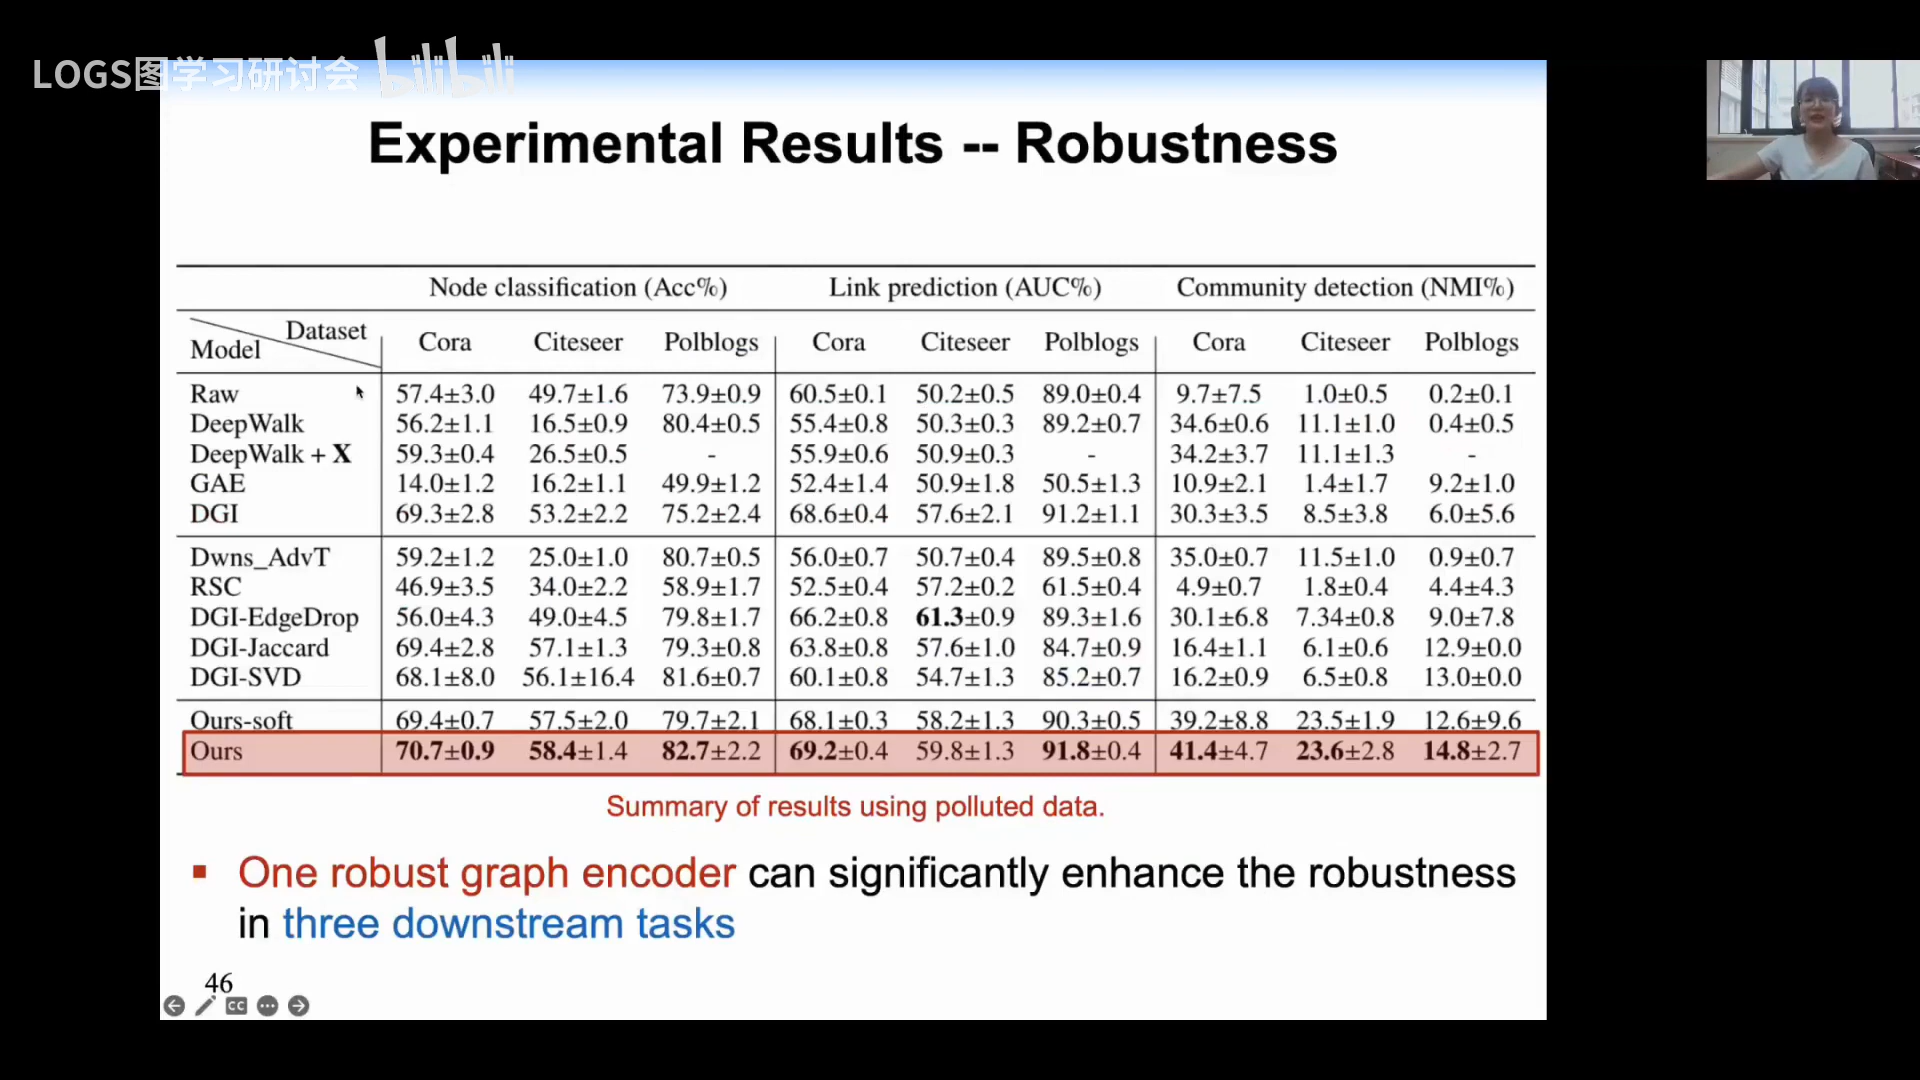 LOGS图学习研讨会 bilibili
Experimental Results -- Robustness
Node classification (Acc%) Link prediction (AUC%) Community detection (NMI%)
Dataset
Model Cora Citeseer Polblogs Cora Citeseer Polblogs Cora Citeseer Polblogs
Raw 57.4±3.0 49.7±1.6 73.9±0.9 60.5±0.1 50.2±0.5 89.0±0.4 9.7±7.5 1.0±0.5 0.2±0.1
DeepWalk 56.2±1.1 16.5±0.9 80.4±0.5 55.4±0.8 50.3±0.3 89.2±0.7 34.6±0.6 11.1±1.0 0.4±0.5
DeepWalk + X 59.3±0.4 26.5±0.5 - 55.9±0.6 50.9±0.3 - 34.2±3.7 11.1±1.3 -
GAE 14.0±1.2 16.2±1.1 49.9±1.2 52.4±1.4 50.9±1.8 50.5±1.3 10.9±2.1 1.4±1.7 9.2±1.0
DGI 69.3±2.8 53.2±2.2 75.2±2.4 68.6±0.4 57.6±2.1 91.2±1.1 30.3±3.5 8.5±3.8 6.0±5.6
Dwns_AdvT 59.2±1.2 25.0±1.0 80.7±0.5 56.0±0.7 50.7±0.4 89.5±0.8 35.0±0.7 11.5±1.0 0.9±0.7
RSC 46.9±3.5 34.0±2.2 58.9±1.7 52.5±0.4 57.2±0.2 61.5±0.4 4.9±0.7 1.8±0.4 4.4±4.3
DGI-EdgeDrop 56.0±4.3 49.0±4.5 79.8±1.7 66.2±0.8 61.3±0.9 89.3±1.6 30.1±6.8 7.34±0.8 9.0±7.8
DGI-Jaccard 69.4±2.8 57.1±1.3 79.3±0.8 63.8±0.8 57.6±1.0 84.7±0.9 16.4±1.1 6.1±0.6 12.9±0.0
DGI-SVD 68.1±8.0 56.1±16.4 81.6±0.7 60.1±0.8 54.7±1.3 85.2±0.7 16.2±0.9 6.5±0.8 13.0±0.0
Ours-soft 69.4±0.7 57.5±2.0 79.7±2.1 68.1±0.3 58.2±1.3 90.3±0.5 39.2±8.8 23.5±1.9 12.6±9.6
Ours 70.7±0.9 58.4±1.4 82.7±2.2 69.2±0.4 59.8±1.3 91.8±0.4 41.4±4.7 23.6±2.8 14.8±2.7
Summary of results using polluted data.
▪ One robust graph encoder can significantly enhance the robustness
in three downstream tasks
46
CC